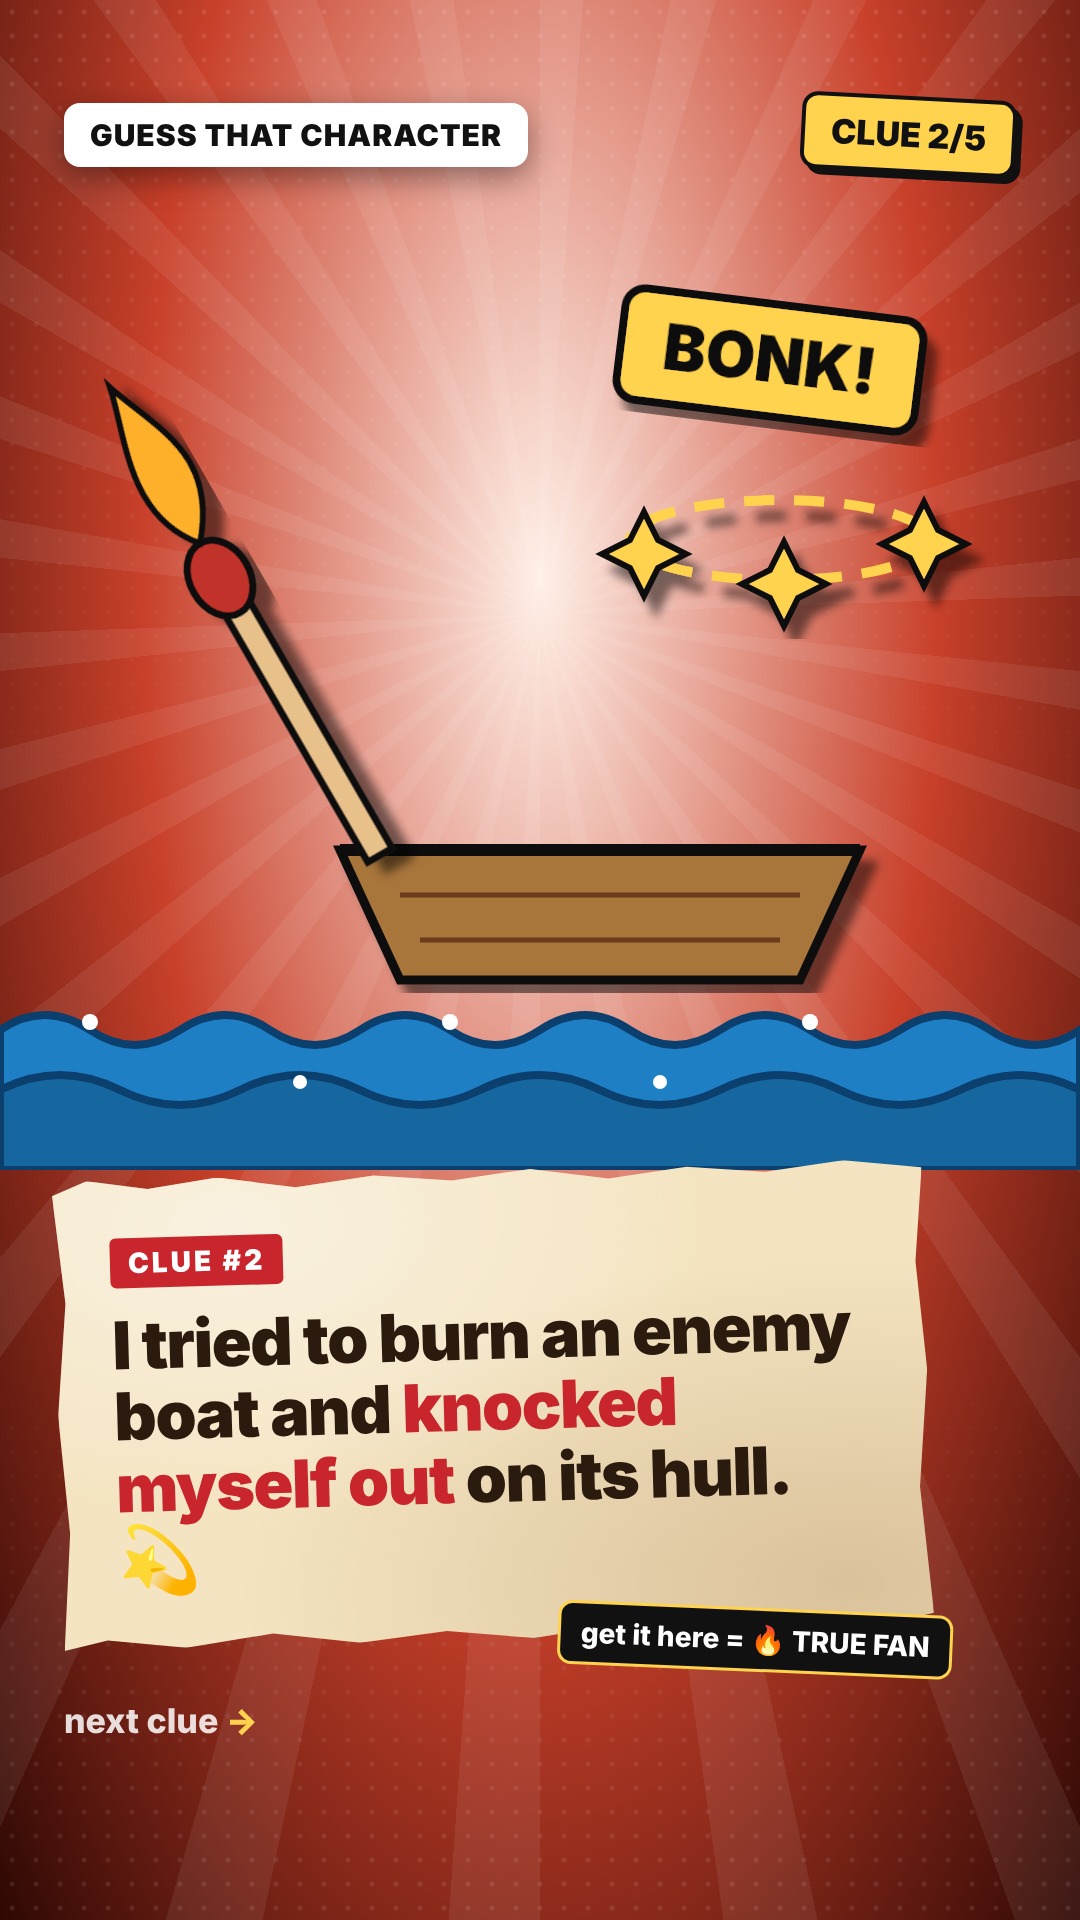 GUESS THAT CHARACTER
CLUE 2/5
BONK!
CLUE #2
I tried to burn an enemy
boat and knocked
myself out on its hull.
💫
get it here = 🔥 TRUE FAN
next clue →